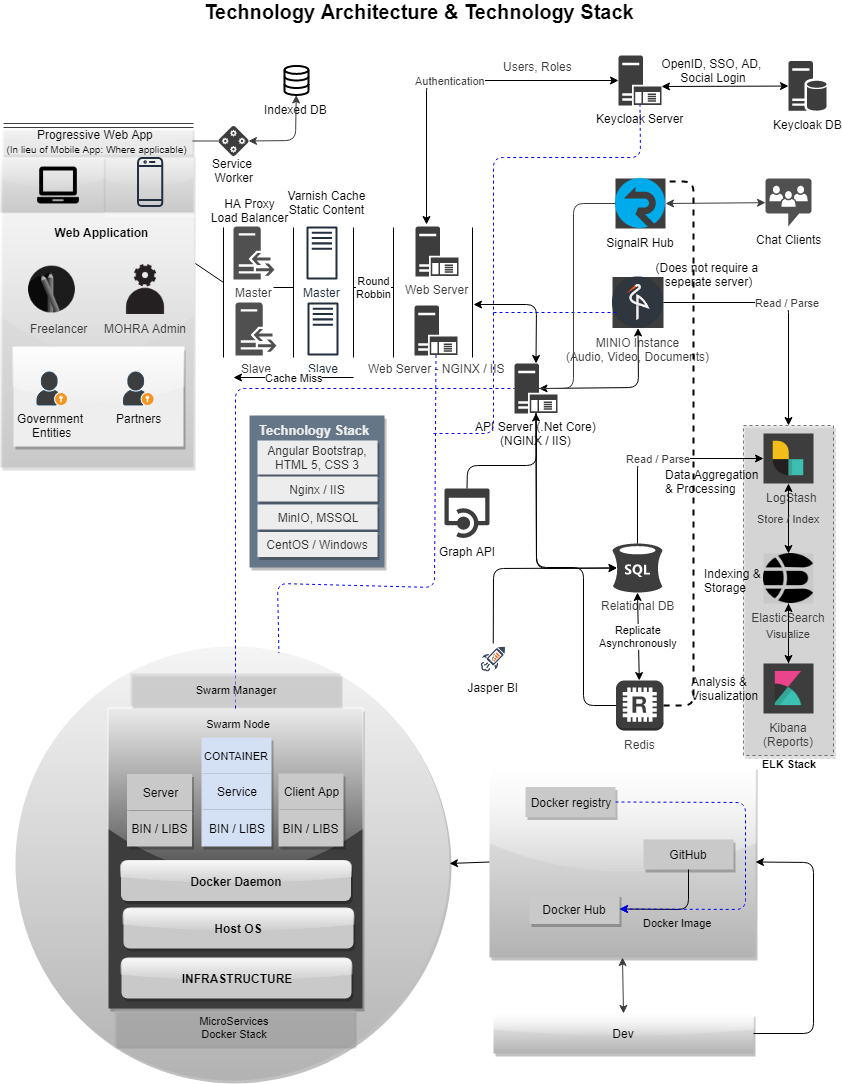 Technology Architecture & Technology Stack
Users, Roles
Authentication
OpenID, SSO, AD,
Social Login
Keycloak Server
Keycloak DB
Indexed DB
Service
Worker
Progressive Web App
(In lieu of Mobile App: Where applicable)
Web Application
Freelancer
MOHRA Admin
Government
Entities
Partners
HA Proxy
Load Balancer
Master
Slave
Varnish Cache
Static Content
Master
Slave
Cache Miss
Round
Robbin
Web Server
Web Server - NGINX / IIS
SignalR Hub
Chat Clients
(Does not require a
seperate server)
MINIO Instance
(Audio, Video, Documents)
Read / Parse
API Server (.Net Core)
(NGINX / IIS)
Technology Stack
Angular Bootstrap,
HTML 5, CSS 3
Nginx / IIS
MinIO, MSSQL
CentOS / Windows
Graph API
Read / Parse
Data Aggregation
& Processing
LogStash
Store / Index
SQL
Relational DB
Indexing &
Storage
ElasticSearch
Visualize
Replicate
Asynchronously
Jasper BI
R
Redis
Analysis &
Visualization
Kibana
(Reports)
ELK Stack
Swarm Manager
Swarm Node
CONTAINER
Server
Service
Client App
BIN / LIBS
BIN / LIBS
BIN / LIBS
Docker Daemon
Host OS
INFRASTRUCTURE
MicroServices
Docker Stack
Docker registry
GitHub
Docker Hub
Docker Image
Dev